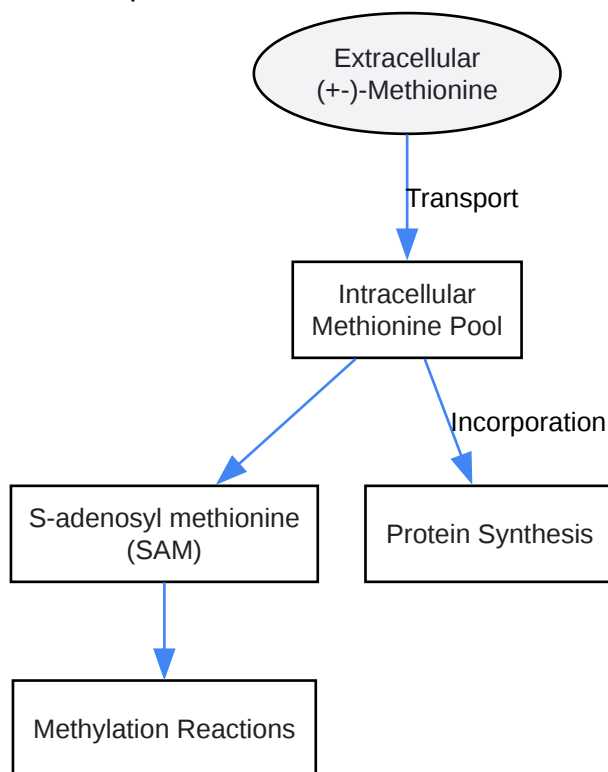 Extracellular
(+-)-Methionine
Transport
Intracellular
Methionine Pool
Incorporation
S-adenosyl methionine
(SAM)
Protein Synthesis
Methylation Reactions